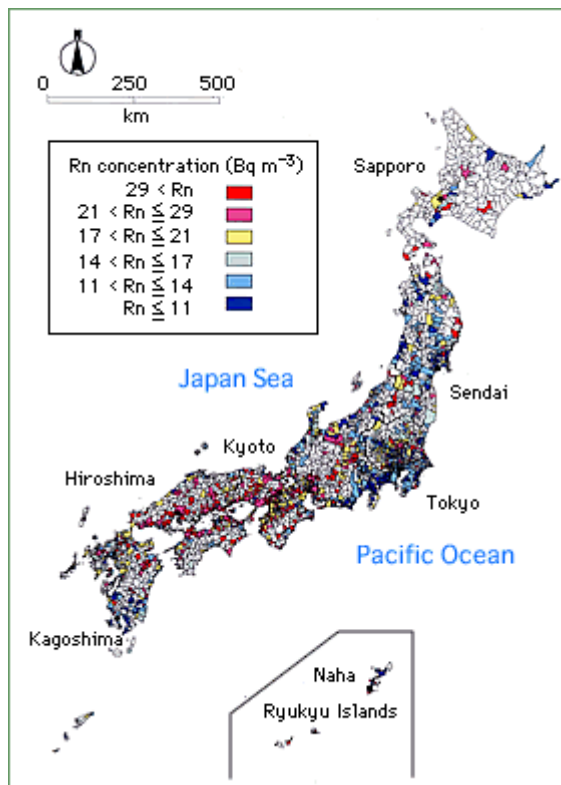 0 250 500
km
Rn concentration (Bq m⁻³)
29 < Rn
21 < Rn ≦ 29
17 < Rn ≦ 21
14 < Rn ≦ 17
11 < Rn ≦ 14
Rn ≦ 11
Sapporo
Japan Sea
Sendai
Kyoto
Hiroshima
Tokyo
Pacific Ocean
Kagoshima
Naha
Ryukyu Islands